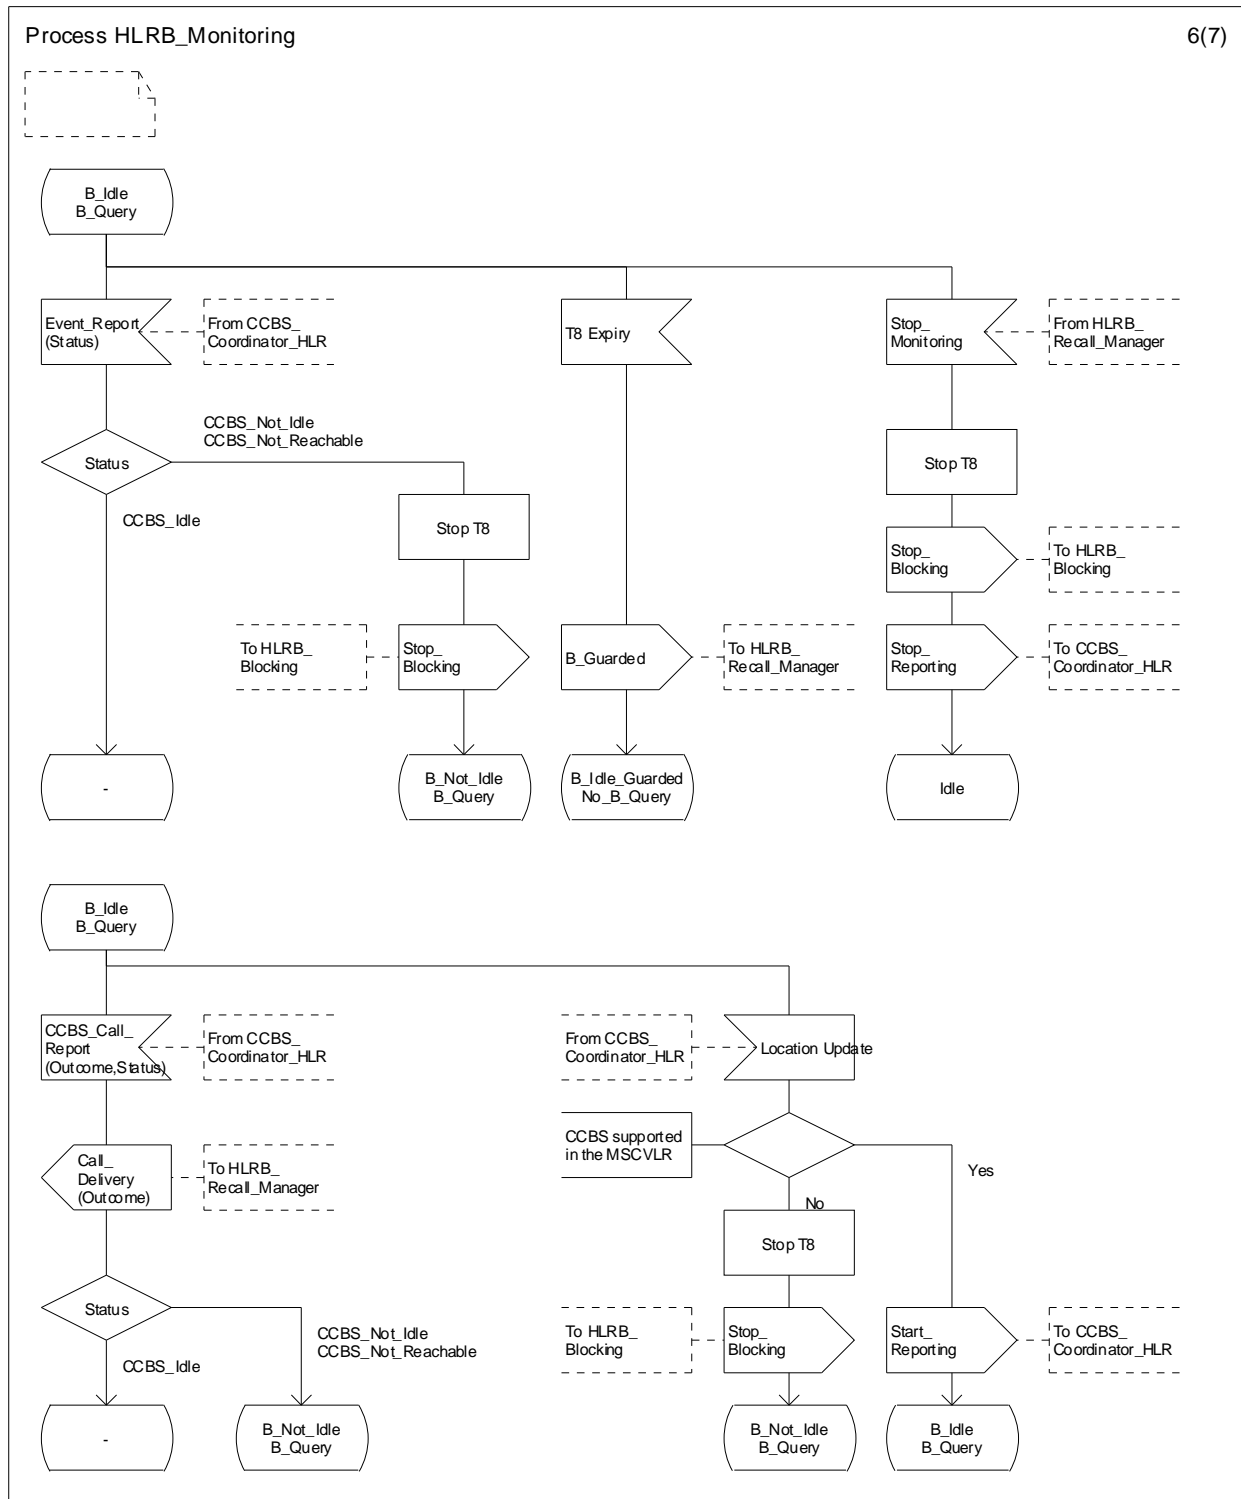 Process HLRB_Monitoring
6(7)
B_Idle
B_Query
Event_Report
(Status)
From CCBS_
Coordinator_HLR
T8 Expiry
Stop_
Monitoring
From HLRB_
Recall_Manager
CCBS_Not_Idle
CCBS_Not_Reachable
Status
Stop T8
CCBS_Idle
Stop T8
Stop_
Blocking
To HLRB_
Blocking
To HLRB_
Blocking
Stop_
Blocking
B_Guarded
To HLRB_
Recall_Manager
Stop_
Reporting
To CCBS_
Coordinator_HLR
-
B_Not_Idle
B_Query
B_Idle_Guarded
No_B_Query
Idle
B_Idle
B_Query
CCBS_Call_
Report
(Outcome,Status)
From CCBS_
Coordinator_HLR
From CCBS_
Coordinator_HLR
Location Update
CCBS supported
in the MSCVLR
Yes
No
Call_
Delivery
(Outcome)
To HLRB_
Recall_Manager
Stop T8
Status
CCBS_Not_Idle
CCBS_Not_Reachable
CCBS_Idle
To HLRB_
Blocking
Stop_
Blocking
Start_
Reporting
To CCBS_
Coordinator_HLR
-
B_Not_Idle
B_Query
B_Not_Idle
B_Query
B_Idle
B_Query